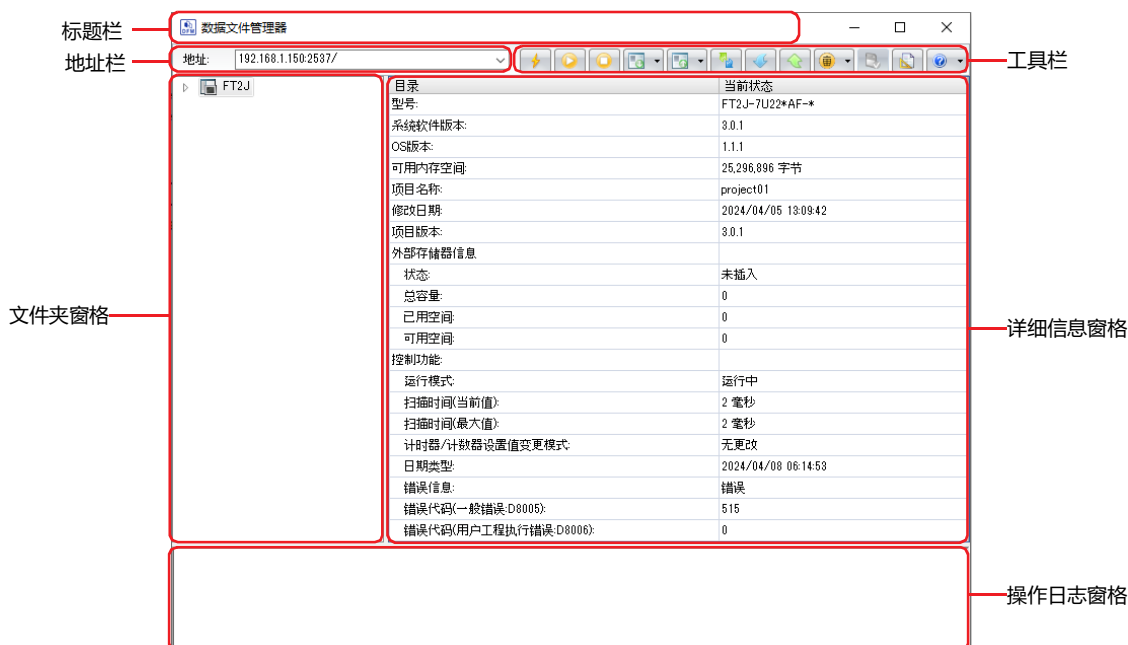 标题栏
数据文件管理器
地址栏
地址:
192.168.1.150:2537/
工具栏
FT2J
目录 当前状态
型号: FT2J-7U22*AF-*
系统软件版本: 3.0.1
OS版本: 1.1.1
可用内存空间: 25,296,896 字节
项目名称: project01
修改日期: 2024/04/05 13:09:42
项目版本: 3.0.1
外部存储器信息
状态: 未插入
总容量: 0
已用空间: 0
可用空间: 0
控制功能:
运行模式: 运行中
扫描时间(当前值): 2 毫秒
扫描时间(最大值): 2 毫秒
计时器/计数器设置值变更模式: 无更改
日期类型: 2024/04/08 06:14:53
错误信息: 错误
错误代码(一般错误:D8005): 515
错误代码(用户工程执行错误:D8006): 0
文件夹窗格
详细信息窗格
操作日志窗格